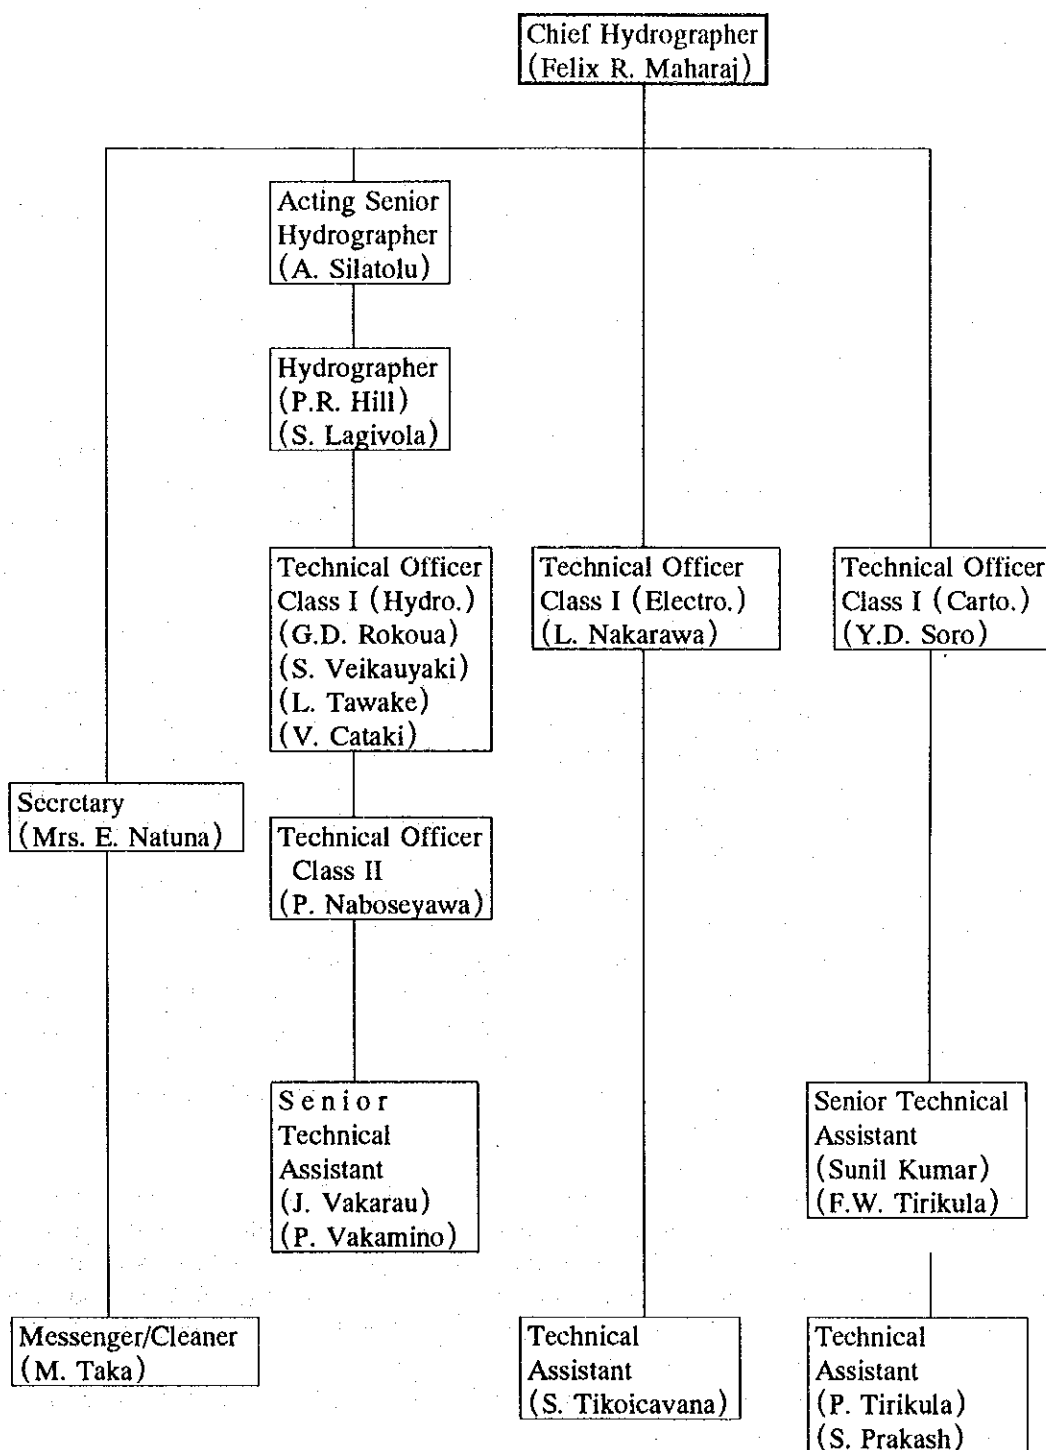 Chief Hydrographer
(Felix R. Maharaj)
Acting Senior
Hydrographer
(A. Silatolu)
Hydrographer
(P.R. Hill)
(S. Lagivola)
Technical Officer
Class I (Hydro.)
(G.D. Rokoua)
(S. Veikauyaki)
(L. Tawake)
(V. Cataki)
Technical Officer
Class I (Electro.)
(L. Nakarawa)
Technical Officer
Class I (Carto.)
(Y.D. Soro)
Secretary
(Mrs. E. Natuna)
Technical Officer
Class II
(P. Naboseyawa)
Senior
Technical
Assistant
(J. Vakarau)
(P. Vakamino)
Senior Technical
Assistant
(Sunil Kumar)
(F.W. Tirikula)
Messenger/Cleaner
(M. Taka)
Technical
Assistant
(S. Tikoicavana)
Technical
Assistant
(P. Tirikula)
(S. Prakash)